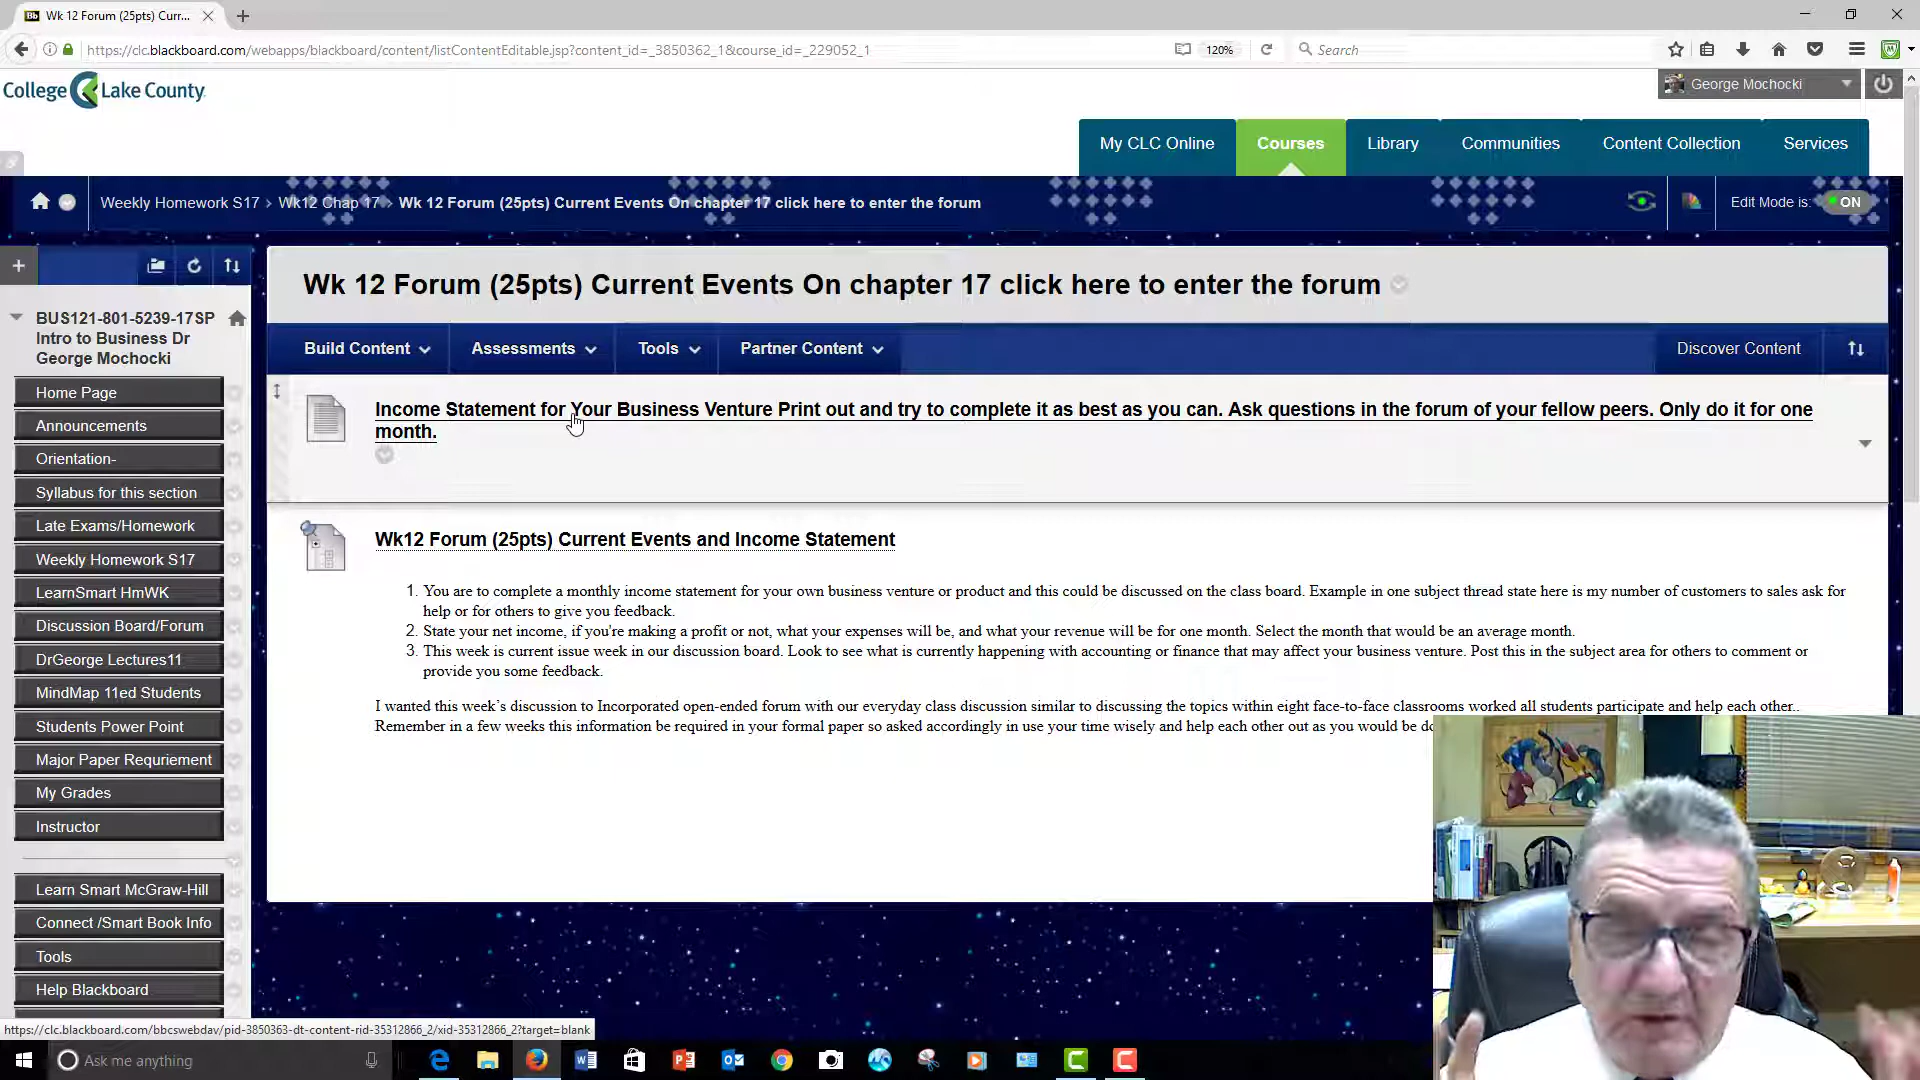 Wk 12 Forum (25pts) Curr...
https://clc.blackboard.com/webapps/blackboard/content/listContentEditable.jsp?content_id=_3850362_1&course_id=_229052_1
120%
Search
College Lake County
George Mochocki
My CLC Online
Courses
Library
Communities
Content Collection
Services
Weekly Homework S17 > Wk12 Chap 17 > Wk 12 Forum (25pts) Current Events On chapter 17 click here to enter the forum
Edit Mode is: ON
Wk 12 Forum (25pts) Current Events On chapter 17 click here to enter the forum
BUS121-801-5239-17SP
Intro to Business Dr
George Mochocki
Home Page
Announcements
Orientation-
Syllabus for this section
Late Exams/Homework
Weekly Homework S17
LearnSmart HmWK
Discussion Board/Forum
DrGeorge Lectures11
MindMap 11ed Students
Students Power Point
Major Paper Requriement
My Grades
Instructor
Learn Smart McGraw-Hill
Connect /Smart Book Info
Tools
Help Blackboard
Build Content
Assessments
Tools
Partner Content
Discover Content
Income Statement for Your Business Venture Print out and try to complete it as best as you can. Ask questions in the forum of your fellow peers. Only do it for one
month.
Wk12 Forum (25pts) Current Events and Income Statement
1. You are to complete a monthly income statement for your own business venture or product and this could be discussed on the class board. Example in one subject thread state here is my number of customers to sales ask for
help or for others to give you feedback.
2. State your net income, if you're making a profit or not, what your expenses will be, and what your revenue will be for one month. Select the month that would be an average month.
3. This week is current issue week in our discussion board. Look to see what is currently happening with accounting or finance that may affect your business venture. Post this in the subject area for others to comment or
provide you some feedback.
I wanted this week's discussion to Incorporated open-ended forum with our everyday class discussion similar to discussing the topics within eight face-to-face classrooms worked all students participate and help each other..
Remember in a few weeks this information be required in your formal paper so asked accordingly in use your time wisely and help each other out as you would be
https://clc.blackboard.com/bbcswebdav/pid-3850363-dt-content-rid-35312866_2/xid-35312866_2?target=blank
Ask me anything